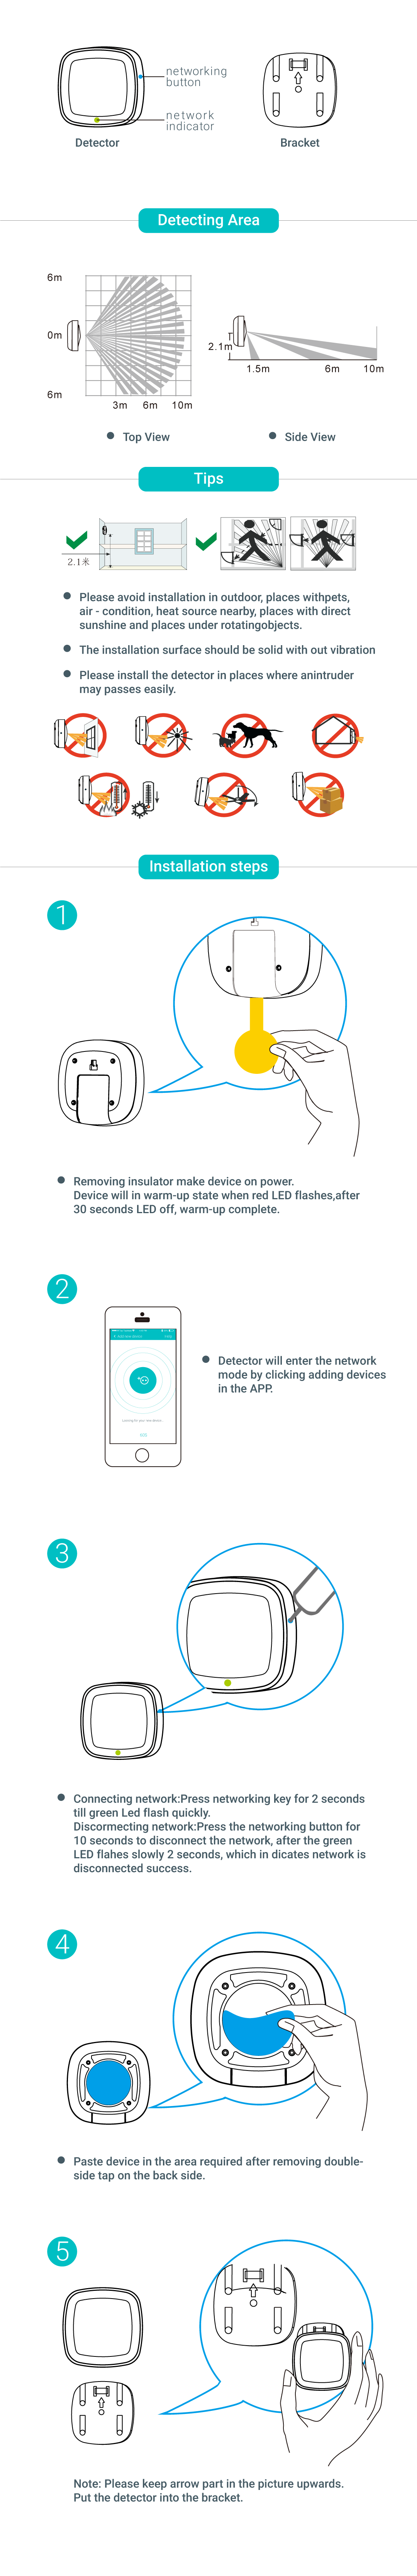 networking
button
network
indicator
Detector
Bracket
Detecting Area
6m
0m
6m
3m 6m 10m
2.1m
1.5m 6m 10m
Top View
Side View
Tips
2.1米
Please avoid installation in outdoor, places withpets,
air - condition, heat source nearby, places with direct
sunshine and places under rotatingobjects.
The installation surface should be solid with out vibration
Please install the detector in places where anintruder
may passes easily.
Installation steps
1
Removing insulator make device on power.
Device will in warm-up state when red LED flashes,after
30 seconds LED off, warm-up complete.
2
Detector will enter the network
mode by clicking adding devices
in the APP.
3
Connecting network:Press networking key for 2 seconds
till green Led flash quickly.
Discormecting network:Press the networking button for
10 seconds to disconnect the network, after the green
LED flahes slowly 2 seconds, which in dicates network is
disconnected success.
4
Paste device in the area required after removing double-
side tap on the back side.
5
Note: Please keep arrow part in the picture upwards.
Put the detector into the bracket.